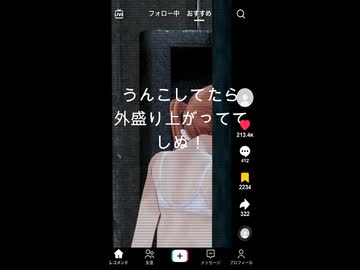 LIVE
フォロー中 おすすめ
うんこしてたら
外盛り上がってて
しぬ！
213.4K
412
2234
322
レコメンド 友達 メッセージ プロフィール